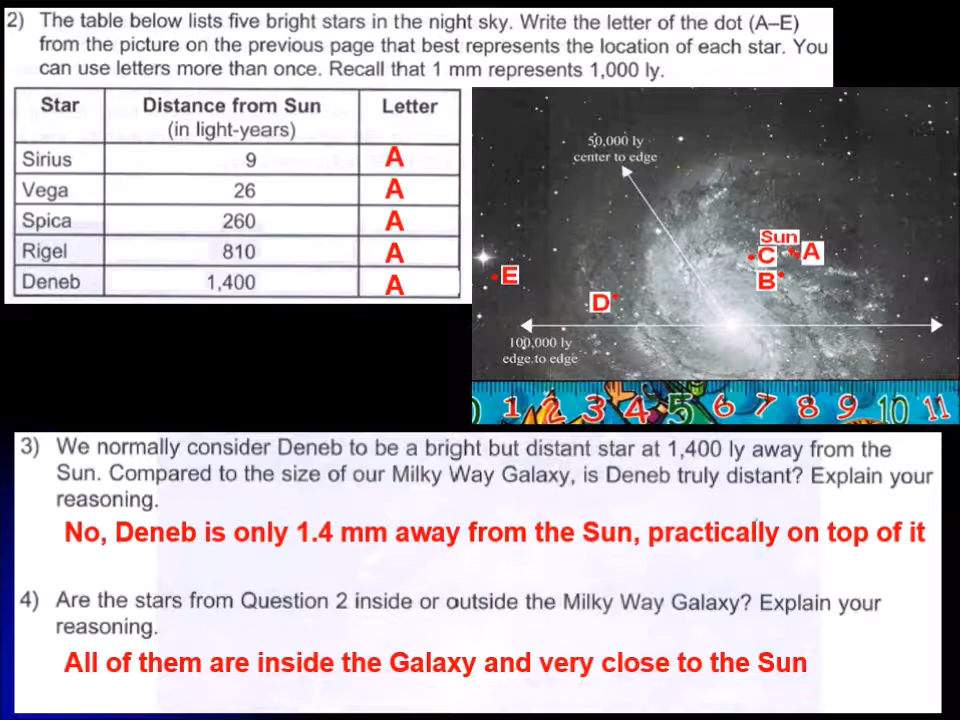 2) The table below lists five bright stars in the night sky. Write the letter of the dot (A–E)
from the picture on the previous page that best represents the location of each star. You
can use letters more than once. Recall that 1 mm represents 1,000 ly.
Star Distance from Sun Letter
(in light-years)
Sirius 9 A
Vega 26 A
Spica 260 A
Rigel 810 A
Deneb 1,400 A
50,000 ly
center to edge
Sun
C A
B
E
D
100,000 ly
edge to edge
0 1 2 3 4 5 6 7 8 9 10 11
3) We normally consider Deneb to be a bright but distant star at 1,400 ly away from the
Sun. Compared to the size of our Milky Way Galaxy, is Deneb truly distant? Explain your
reasoning.
No, Deneb is only 1.4 mm away from the Sun, practically on top of it
4) Are the stars from Question 2 inside or outside the Milky Way Galaxy? Explain your
reasoning.
All of them are inside the Galaxy and very close to the Sun